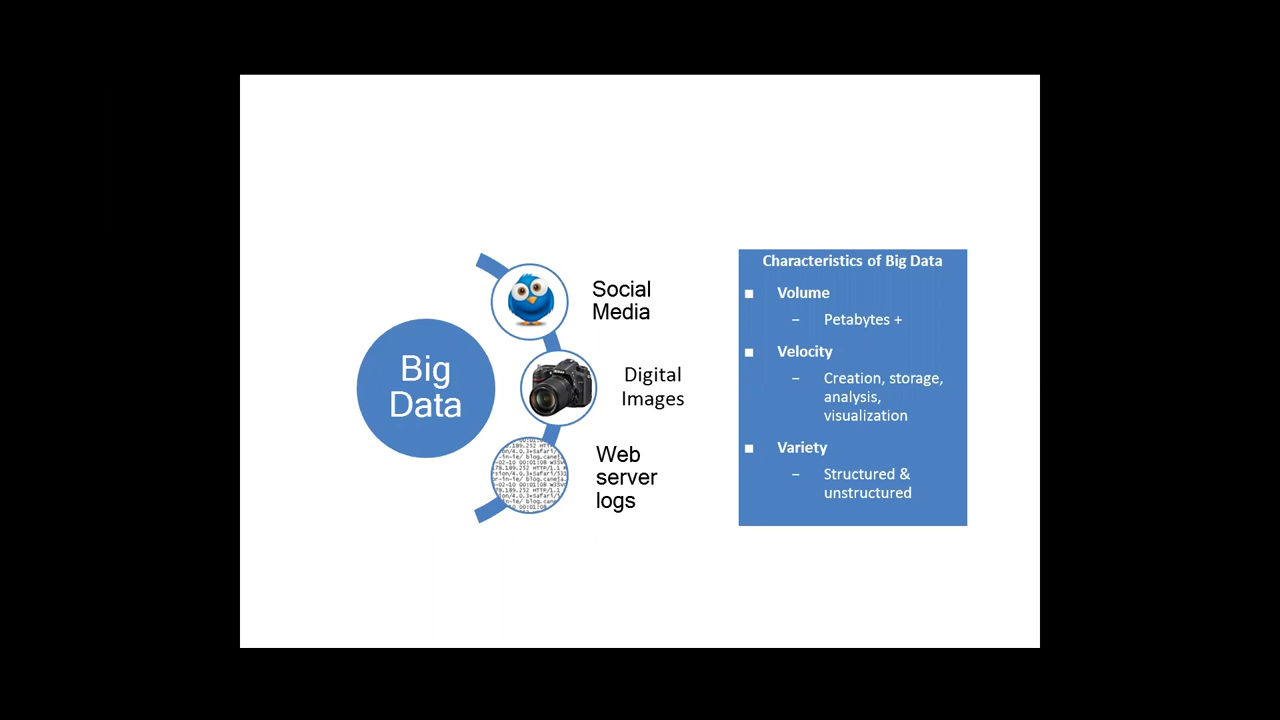 Big
Data
Social
Media
Digital
Images
Web
server
logs
Characteristics of Big Data
■ Volume
– Petabytes +
■ Velocity
– Creation, storage,
analysis,
visualization
■ Variety
– Structured &
unstructured